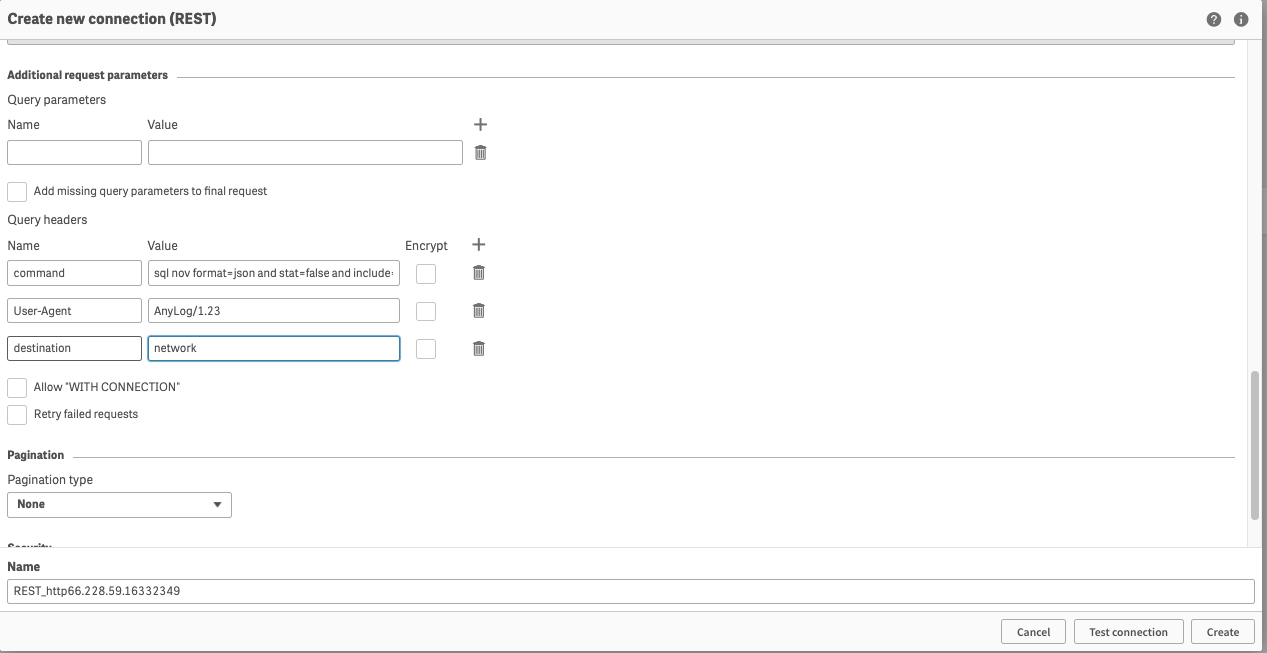 Create new connection (REST)
Additional request parameters
Query parameters
Name Value
Add missing query parameters to final request
Query headers
Name Value Encrypt
command sql nov format=json and stat=false and include=
User-Agent AnyLog/1.23
destination network
Allow "WITH CONNECTION"
Retry failed requests
Pagination
Pagination type
None
Security
Name
REST_http66.228.59.16332349
Cancel Test connection Create